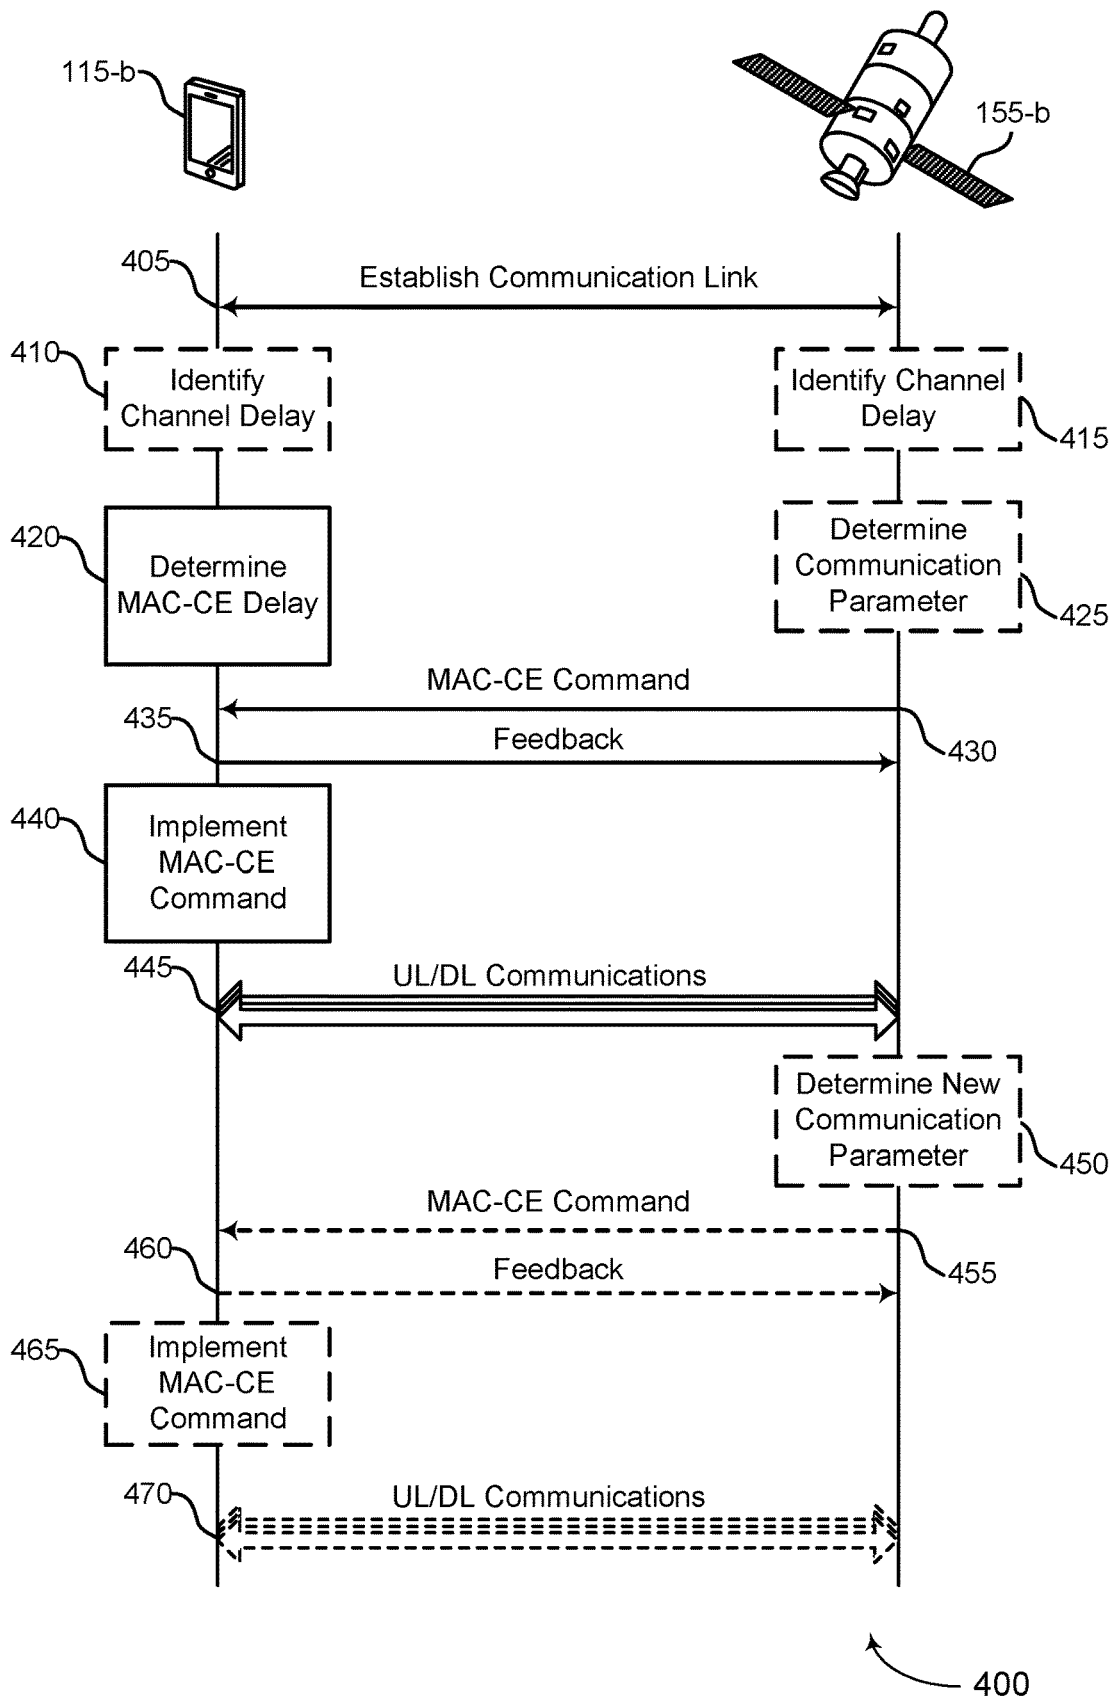 115-b
155-b
405
Establish Communication Link
410
Identify
Channel Delay
Identify Channel
Delay
415
420
Determine
MAC-CE Delay
Determine
Communication
Parameter
425
MAC-CE Command
435
Feedback
430
440
Implement
MAC-CE
Command
445
UL/DL Communications
Determine New
Communication
Parameter
450
MAC-CE Command
460
Feedback
455
465
Implement
MAC-CE
Command
470
UL/DL Communications
400